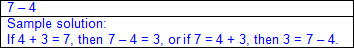 7 – 4
Sample solution:
If 4 + 3 = 7, then 7 – 4 = 3, or if 7 = 4 + 3, then 3 = 7 – 4.